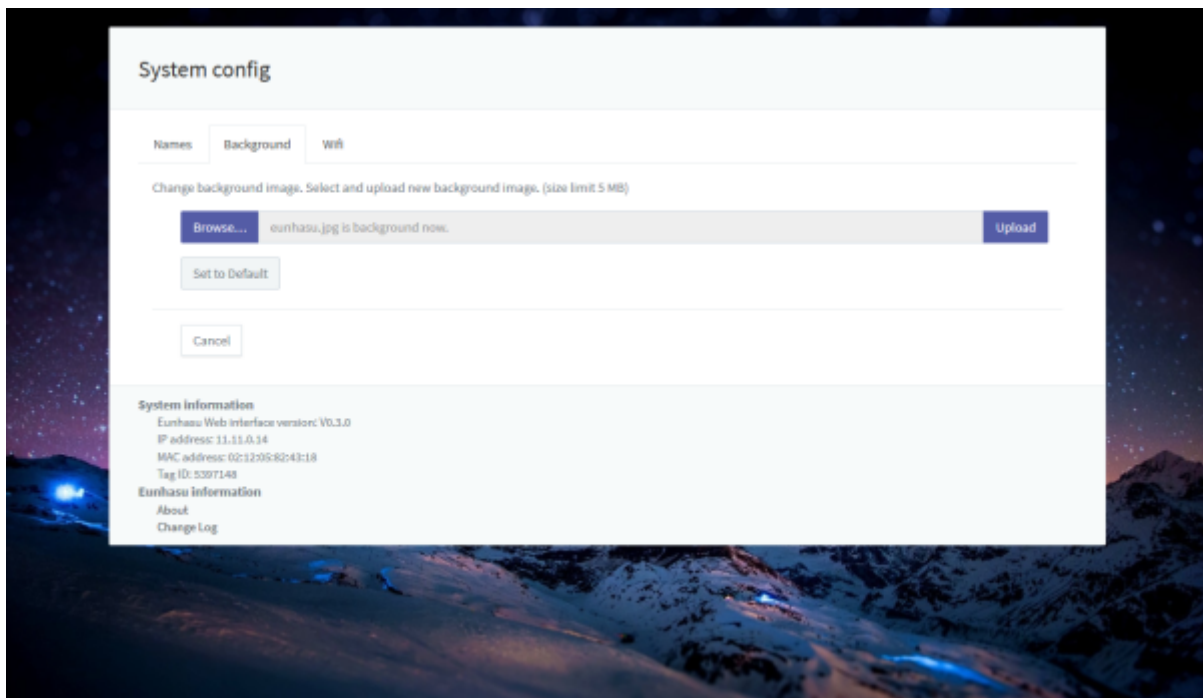 System config
Names Background Wifi
Change background image. Select and upload new background image. (size limit 5 MB)
Browse... eunhasu.jpg is background now. Upload
Set to Default
Cancel
System information
Eunhasu Web interface version: V0.3.0
IP address: 11.11.0.14
MAC address: 02:12:05:82:43:18
Tag ID: 5397148
Eunhasu information
About
Change Log